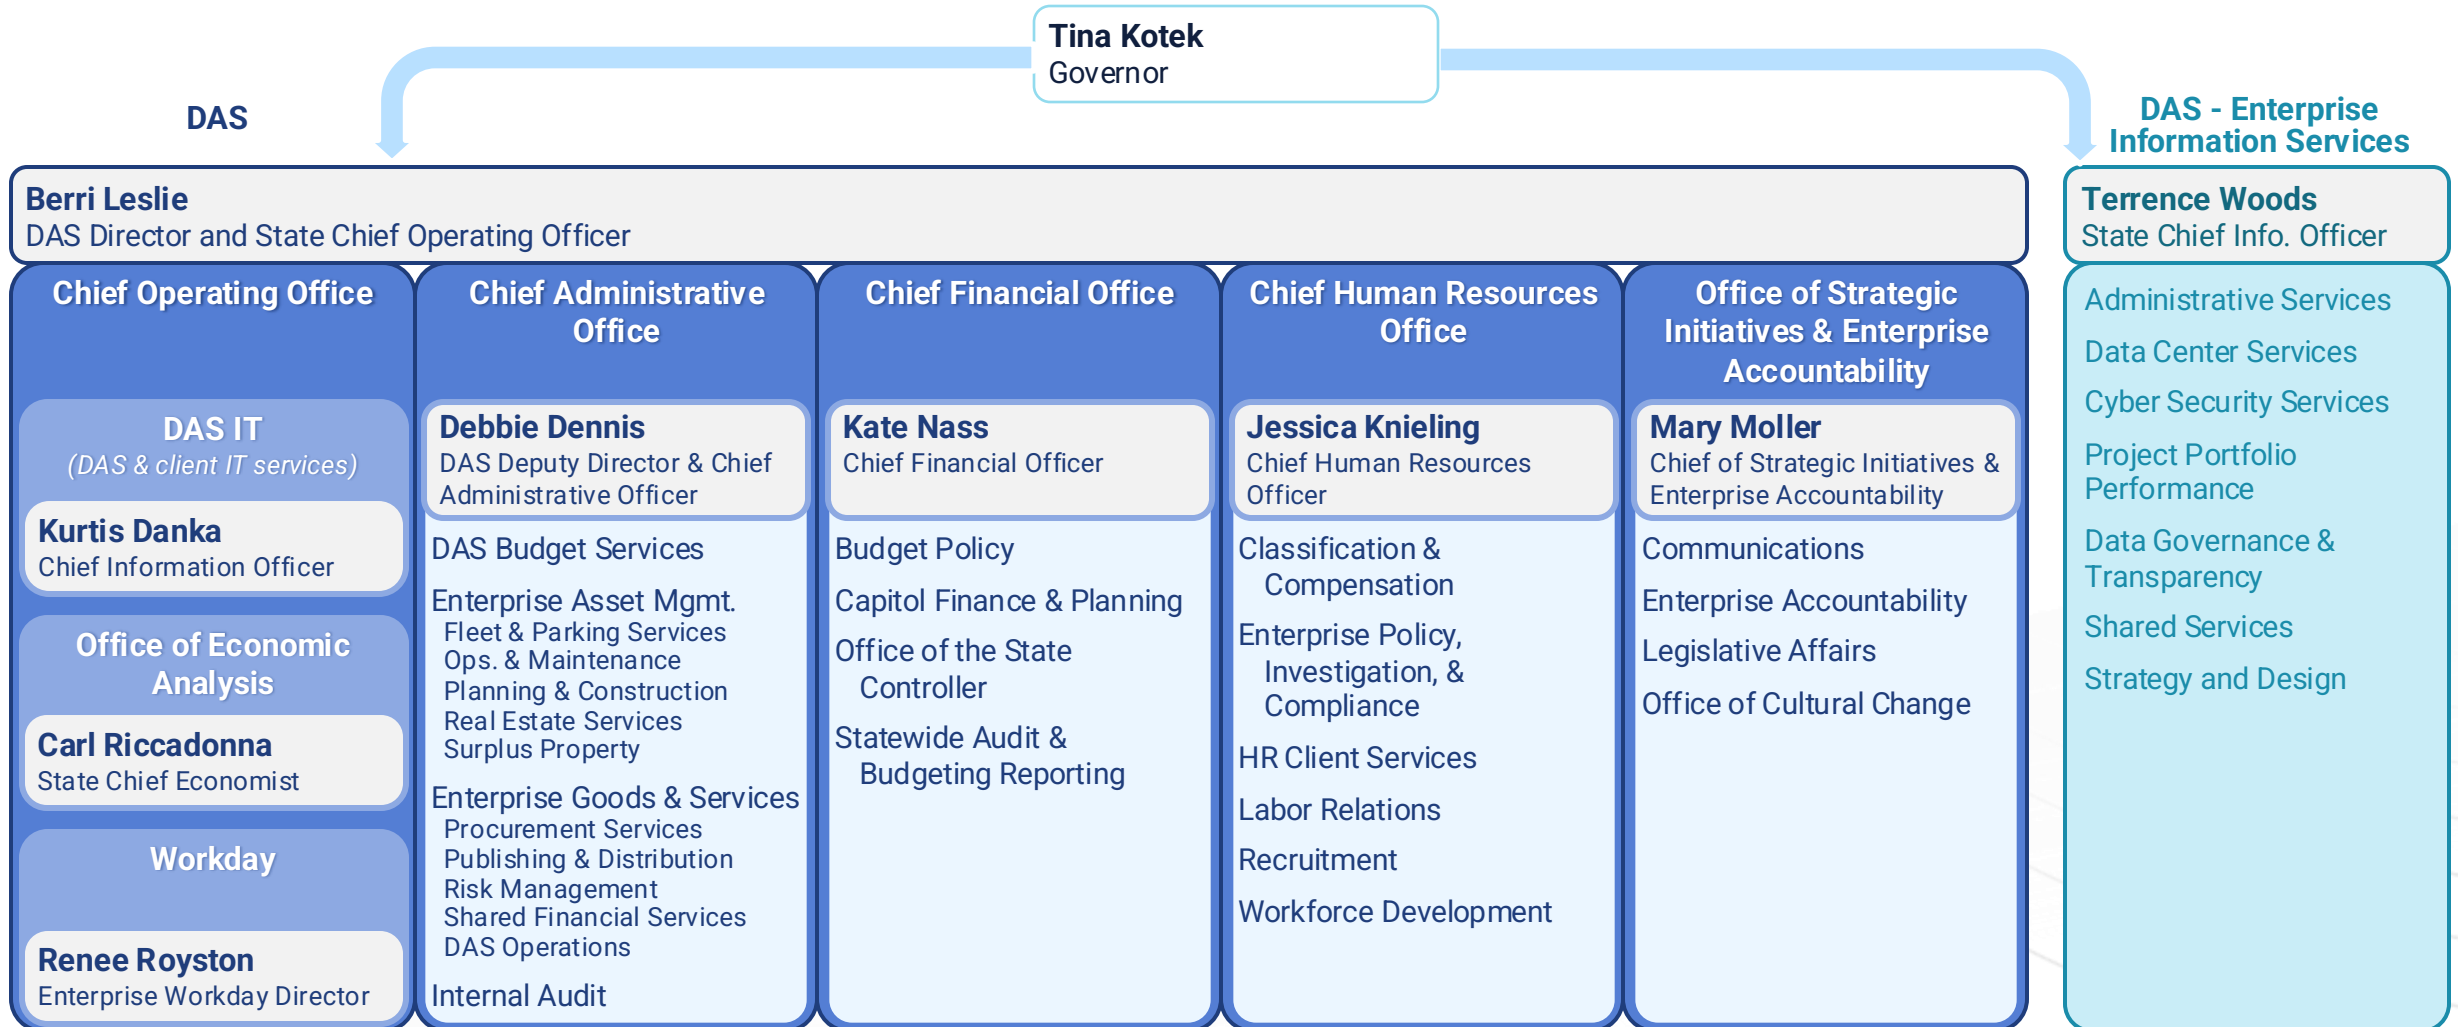 Tina Kotek
Governor
DAS
DAS - Enterprise
Information Services
Berri Leslie
DAS Director and State Chief Operating Officer
Terrence Woods
State Chief Info. Officer
Chief Operating Office
DAS IT
(DAS & client IT services)
Kurtis Danka
Chief Information Officer
Office of Economic
Analysis
Carl Riccadonna
State Chief Economist
Workday
Renee Royston
Enterprise Workday Director
Chief Administrative
Office
Debbie Dennis
DAS Deputy Director & Chief
Administrative Officer
DAS Budget Services
Enterprise Asset Mgmt.
Fleet & Parking Services
Ops. & Maintenance
Planning & Construction
Real Estate Services
Surplus Property
Enterprise Goods & Services
Procurement Services
Publishing & Distribution
Risk Management
Shared Financial Services
DAS Operations
Internal Audit
Chief Financial Office
Kate Nass
Chief Financial Officer
Budget Policy
Capitol Finance & Planning
Office of the State
Controller
Statewide Audit &
Budgeting Reporting
Chief Human Resources
Office
Jessica Knieling
Chief Human Resources
Officer
Classification &
Compensation
Enterprise Policy,
Investigation, &
Compliance
HR Client Services
Labor Relations
Recruitment
Workforce Development
Office of Strategic
Initiatives & Enterprise
Accountability
Mary Moller
Chief of Strategic Initiatives &
Enterprise Accountability
Communications
Enterprise Accountability
Legislative Affairs
Office of Cultural Change
Administrative Services
Data Center Services
Cyber Security Services
Project Portfolio
Performance
Data Governance &
Transparency
Shared Services
Strategy and Design